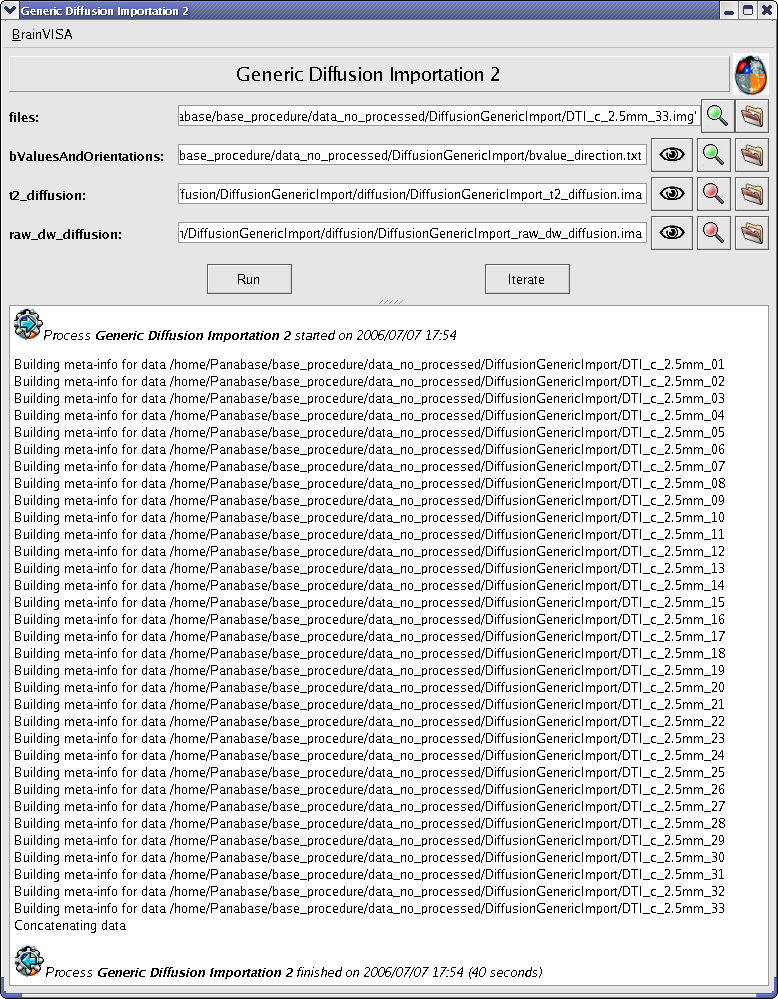 Generic Diffusion Importation 2
BrainVISA
Generic Diffusion Importation 2
files: abase/base_procedure/data_no_processed/DiffusionGenericImport/DTI_c_2.5mm_33.img'
bValuesAndOrientations: base_procedure/data_no_processed/DiffusionGenericImport/bvalue_direction.txt
t2_diffusion: fusion/DiffusionGenericImport/diffusion/DiffusionGenericImport_t2_diffusion.ima
raw_dw_diffusion: n/DiffusionGenericImport/diffusion/DiffusionGenericImport_raw_dw_diffusion.ima
Run Iterate
Process Generic Diffusion Importation 2 started on 2006/07/07 17:54
Building meta-info for data /home/Panabase/base_procedure/data_no_processed/DiffusionGenericImport/DTI_c_2.5mm_01
Building meta-info for data /home/Panabase/base_procedure/data_no_processed/DiffusionGenericImport/DTI_c_2.5mm_02
Building meta-info for data /home/Panabase/base_procedure/data_no_processed/DiffusionGenericImport/DTI_c_2.5mm_03
Building meta-info for data /home/Panabase/base_procedure/data_no_processed/DiffusionGenericImport/DTI_c_2.5mm_04
Building meta-info for data /home/Panabase/base_procedure/data_no_processed/DiffusionGenericImport/DTI_c_2.5mm_05
Building meta-info for data /home/Panabase/base_procedure/data_no_processed/DiffusionGenericImport/DTI_c_2.5mm_06
Building meta-info for data /home/Panabase/base_procedure/data_no_processed/DiffusionGenericImport/DTI_c_2.5mm_07
Building meta-info for data /home/Panabase/base_procedure/data_no_processed/DiffusionGenericImport/DTI_c_2.5mm_08
Building meta-info for data /home/Panabase/base_procedure/data_no_processed/DiffusionGenericImport/DTI_c_2.5mm_09
Building meta-info for data /home/Panabase/base_procedure/data_no_processed/DiffusionGenericImport/DTI_c_2.5mm_10
Building meta-info for data /home/Panabase/base_procedure/data_no_processed/DiffusionGenericImport/DTI_c_2.5mm_11
Building meta-info for data /home/Panabase/base_procedure/data_no_processed/DiffusionGenericImport/DTI_c_2.5mm_12
Building meta-info for data /home/Panabase/base_procedure/data_no_processed/DiffusionGenericImport/DTI_c_2.5mm_13
Building meta-info for data /home/Panabase/base_procedure/data_no_processed/DiffusionGenericImport/DTI_c_2.5mm_14
Building meta-info for data /home/Panabase/base_procedure/data_no_processed/DiffusionGenericImport/DTI_c_2.5mm_15
Building meta-info for data /home/Panabase/base_procedure/data_no_processed/DiffusionGenericImport/DTI_c_2.5mm_16
Building meta-info for data /home/Panabase/base_procedure/data_no_processed/DiffusionGenericImport/DTI_c_2.5mm_17
Building meta-info for data /home/Panabase/base_procedure/data_no_processed/DiffusionGenericImport/DTI_c_2.5mm_18
Building meta-info for data /home/Panabase/base_procedure/data_no_processed/DiffusionGenericImport/DTI_c_2.5mm_19
Building meta-info for data /home/Panabase/base_procedure/data_no_processed/DiffusionGenericImport/DTI_c_2.5mm_20
Building meta-info for data /home/Panabase/base_procedure/data_no_processed/DiffusionGenericImport/DTI_c_2.5mm_21
Building meta-info for data /home/Panabase/base_procedure/data_no_processed/DiffusionGenericImport/DTI_c_2.5mm_22
Building meta-info for data /home/Panabase/base_procedure/data_no_processed/DiffusionGenericImport/DTI_c_2.5mm_23
Building meta-info for data /home/Panabase/base_procedure/data_no_processed/DiffusionGenericImport/DTI_c_2.5mm_24
Building meta-info for data /home/Panabase/base_procedure/data_no_processed/DiffusionGenericImport/DTI_c_2.5mm_25
Building meta-info for data /home/Panabase/base_procedure/data_no_processed/DiffusionGenericImport/DTI_c_2.5mm_26
Building meta-info for data /home/Panabase/base_procedure/data_no_processed/DiffusionGenericImport/DTI_c_2.5mm_27
Building meta-info for data /home/Panabase/base_procedure/data_no_processed/DiffusionGenericImport/DTI_c_2.5mm_28
Building meta-info for data /home/Panabase/base_procedure/data_no_processed/DiffusionGenericImport/DTI_c_2.5mm_29
Building meta-info for data /home/Panabase/base_procedure/data_no_processed/DiffusionGenericImport/DTI_c_2.5mm_30
Building meta-info for data /home/Panabase/base_procedure/data_no_processed/DiffusionGenericImport/DTI_c_2.5mm_31
Building meta-info for data /home/Panabase/base_procedure/data_no_processed/DiffusionGenericImport/DTI_c_2.5mm_32
Building meta-info for data /home/Panabase/base_procedure/data_no_processed/DiffusionGenericImport/DTI_c_2.5mm_33
Concatenating data
Process Generic Diffusion Importation 2 finished on 2006/07/07 17:54 (40 seconds)